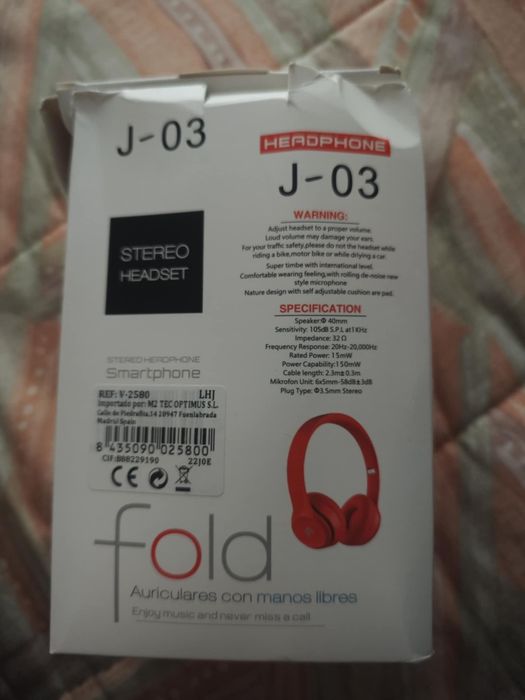 J-03
STEREO
HEADSET
STEREO HEADPHONE
Smartphone
REF: V-2580 LHJ
Importado por: M2 TEC OPTIMUS S.L.
Calle de Piedrabuena,14 28947 Fuenlabrada
Madrid Spain
8 435090 025800
CIF:B88229190 22J0E
CE
HEADPHONE
J-03
WARNING:
Adjust headset to a proper volume.
Loud volume may damage your ears.
For your traffic safety,please do not the headset while
riding a bike,motor bike or while driying a car.
Super timbe with international level.
Comfortable wearing feeling,with rolling de-noise new
style microphone
Nature design with self adjustable cushion are pad.
SPECIFICATION
Speaker:Φ 40mm
Sensitivity: 105dB S.P.L at1KHz
Impedance: 32 Ω
Frequency Response: 20Hz-20,000Hz
Rated Power: 15mW
Power Capability:150mW
Cable length: 2.3m±0.3m
Mikrofon Unit: 6x5mm-58dB±3dB
Plug Type: Φ3.5mm Stereo
fold
Auriculares con manos libres
Enjoy music and never miss a call